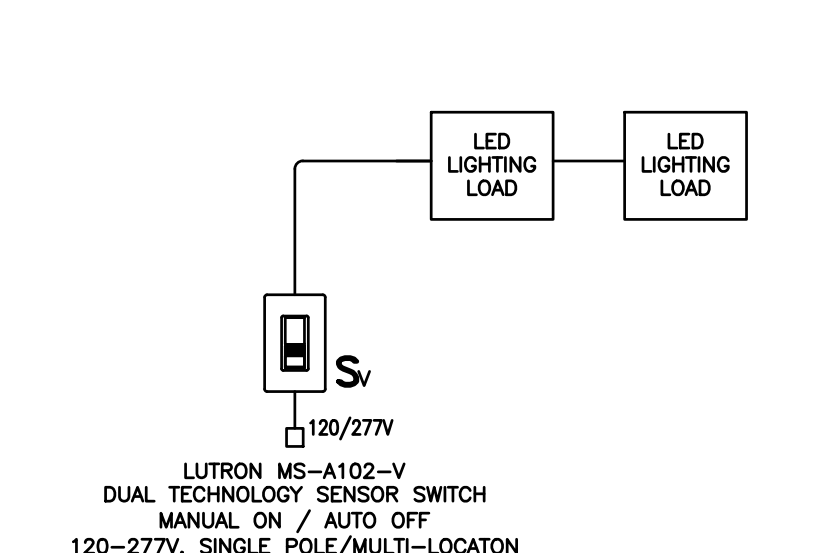 LED
LIGHTING
LOAD
LED
LIGHTING
LOAD
SV
120/277V
LUTRON MS-A102-V
DUAL TECHNOLOGY SENSOR SWITCH
MANUAL ON / AUTO OFF
120-277V, SINGLE POLE/MULTI-LOCATON